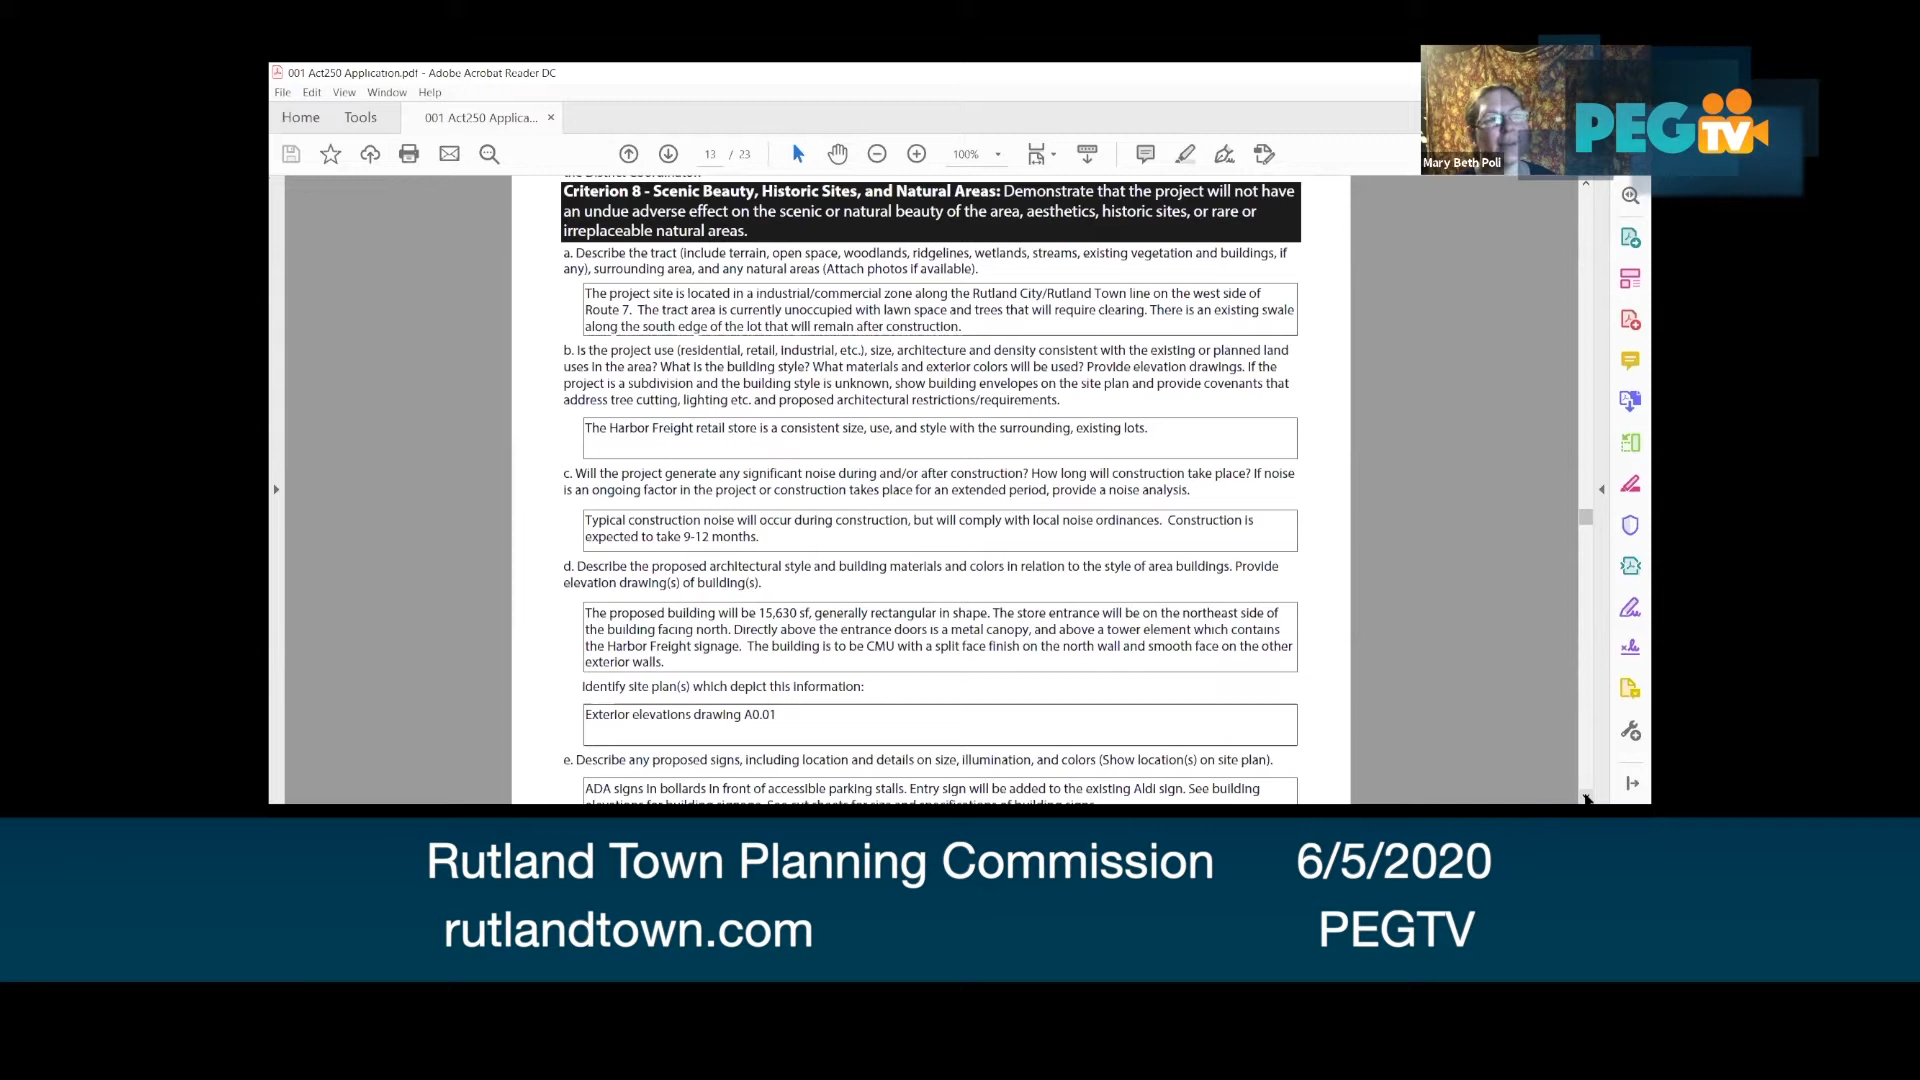 001 Act250 Application.pdf - Adobe Acrobat Reader DC
File Edit View Window Help
Home Tools 001 Act250 Applica... ×
13 / 23 100%
Mary Beth Poli
PEG TV
the District Coordinator.
Criterion 8 - Scenic Beauty, Historic Sites, and Natural Areas: Demonstrate that the project will not have
an undue adverse effect on the scenic or natural beauty of the area, aesthetics, historic sites, or rare or
irreplaceable natural areas.
a. Describe the tract (include terrain, open space, woodlands, ridgelines, wetlands, streams, existing vegetation and buildings, if
any), surrounding area, and any natural areas (Attach photos if available).
The project site is located in a industrial/commercial zone along the Rutland City/Rutland Town line on the west side of
Route 7. The tract area is currently unoccupied with lawn space and trees that will require clearing. There is an existing swale
along the south edge of the lot that will remain after construction.
b. Is the project use (residential, retail, industrial, etc.), size, architecture and density consistent with the existing or planned land
uses in the area? What is the building style? What materials and exterior colors will be used? Provide elevation drawings. If the
project is a subdivision and the building style is unknown, show building envelopes on the site plan and provide covenants that
address tree cutting, lighting etc. and proposed architectural restrictions/requirements.
The Harbor Freight retail store is a consistent size, use, and style with the surrounding, existing lots.
c. Will the project generate any significant noise during and/or after construction? How long will construction take place? If noise
is an ongoing factor in the project or construction takes place for an extended period, provide a noise analysis.
Typical construction noise will occur during construction, but will comply with local noise ordinances. Construction is
expected to take 9-12 months.
d. Describe the proposed architectural style and building materials and colors in relation to the style of area buildings. Provide
elevation drawing(s) of building(s).
The proposed building will be 15,630 sf, generally rectangular in shape. The store entrance will be on the northeast side of
the building facing north. Directly above the entrance doors is a metal canopy, and above a tower element which contains
the Harbor Freight signage. The building is to be CMU with a split face finish on the north wall and smooth face on the other
exterior walls.
Identify site plan(s) which depict this information:
Exterior elevations drawing A0.01
e. Describe any proposed signs, including location and details on size, illumination, and colors (Show location(s) on site plan).
ADA signs in bollards in front of accessible parking stalls. Entry sign will be added to the existing Aldi sign. See building
elevations for building signage. See cut sheets for size and specifications of building signs.
Rutland Town Planning Commission 6/5/2020
rutlandtown.com PEGTV